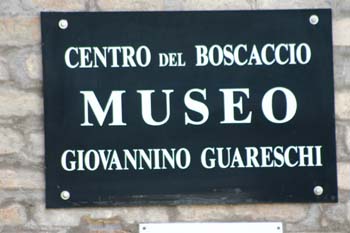 CENTRO DEL BOSCACCIO
MUSEO
GIOVANNINO GUARESCHI